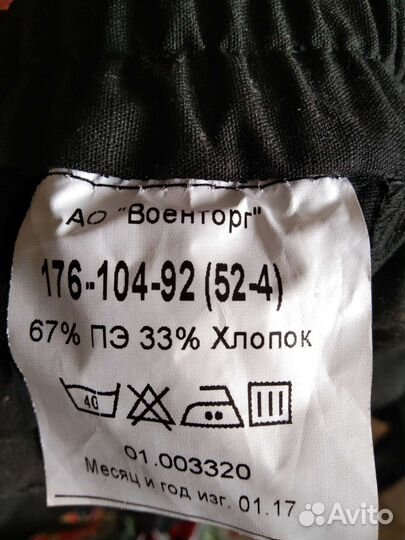 АО "Военторг"
176-104-92 (52-4)
67% ПЭ 33% Хлопок
40
01.003320
Месяц и год изг. 01.17
Avito